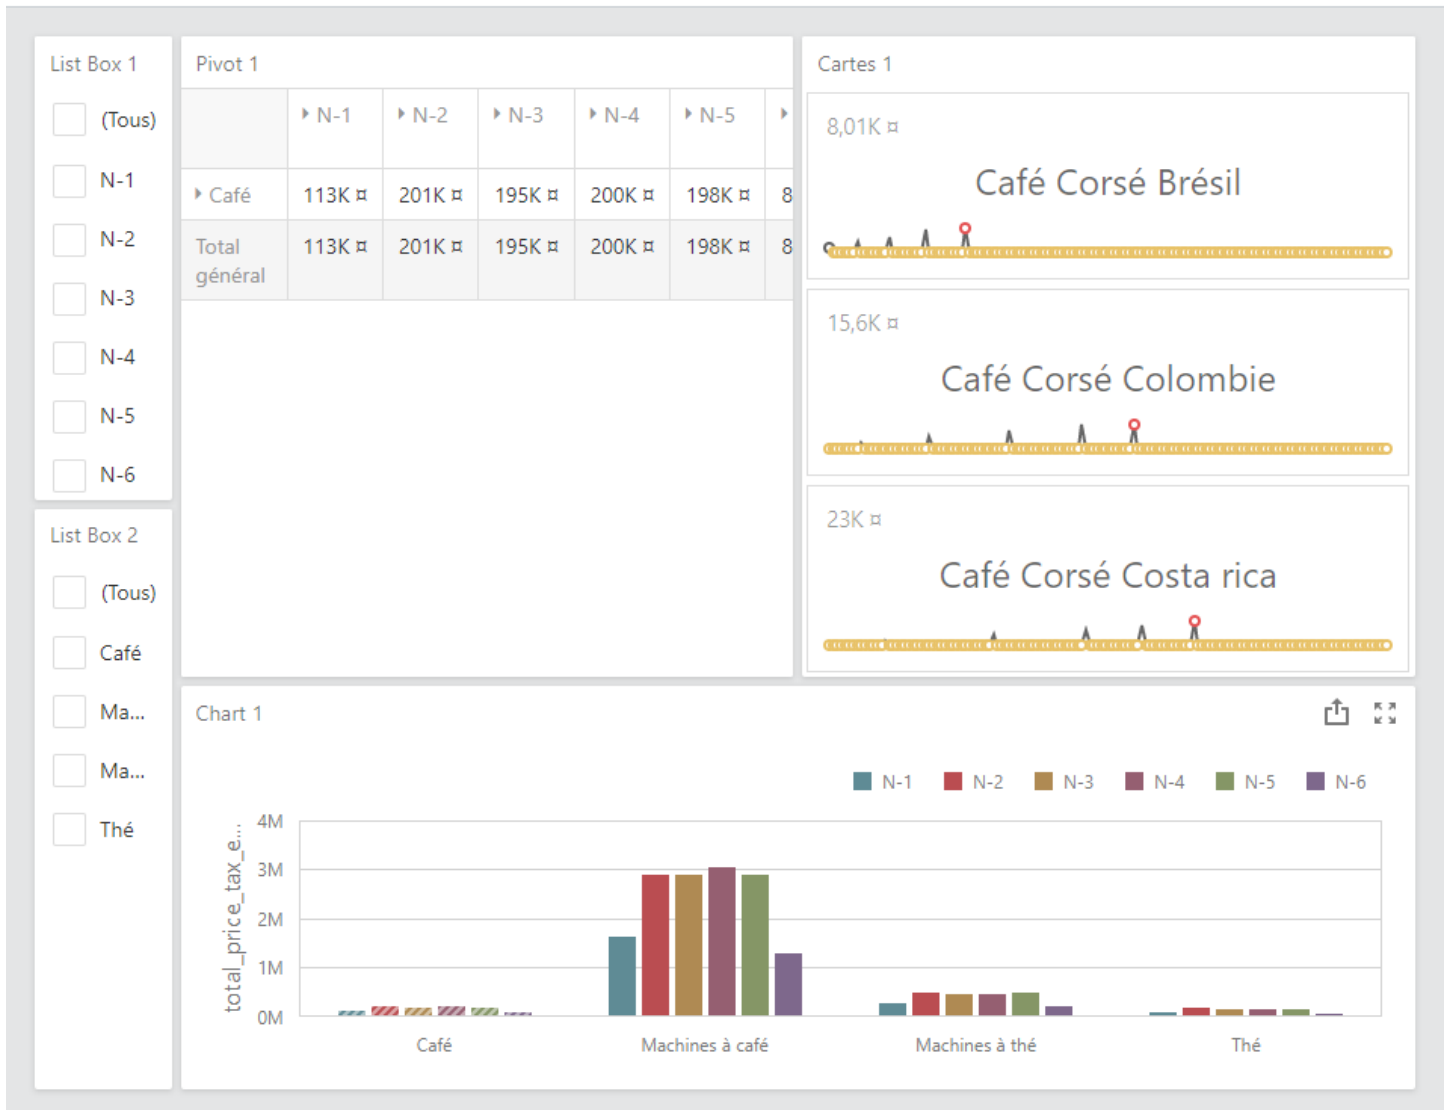 List Box 1
(Tous)
N-1
N-2
N-3
N-4
N-5
N-6
List Box 2
(Tous)
Café
Ma...
Ma...
Thé
Pivot 1
N-1 N-2 N-3 N-4 N-5
Café 113K ¤ 201K ¤ 195K ¤ 200K ¤ 198K ¤ 8
Total
général 113K ¤ 201K ¤ 195K ¤ 200K ¤ 198K ¤ 8
Cartes 1
8,01K ¤
Café Corsé Brésil
15,6K ¤
Café Corsé Colombie
23K ¤
Café Corsé Costa rica
Chart 1
N-1 N-2 N-3 N-4 N-5 N-6
total_price_tax_e...
4M
3M
2M
1M
0M
Café Machines à café Machines à thé Thé